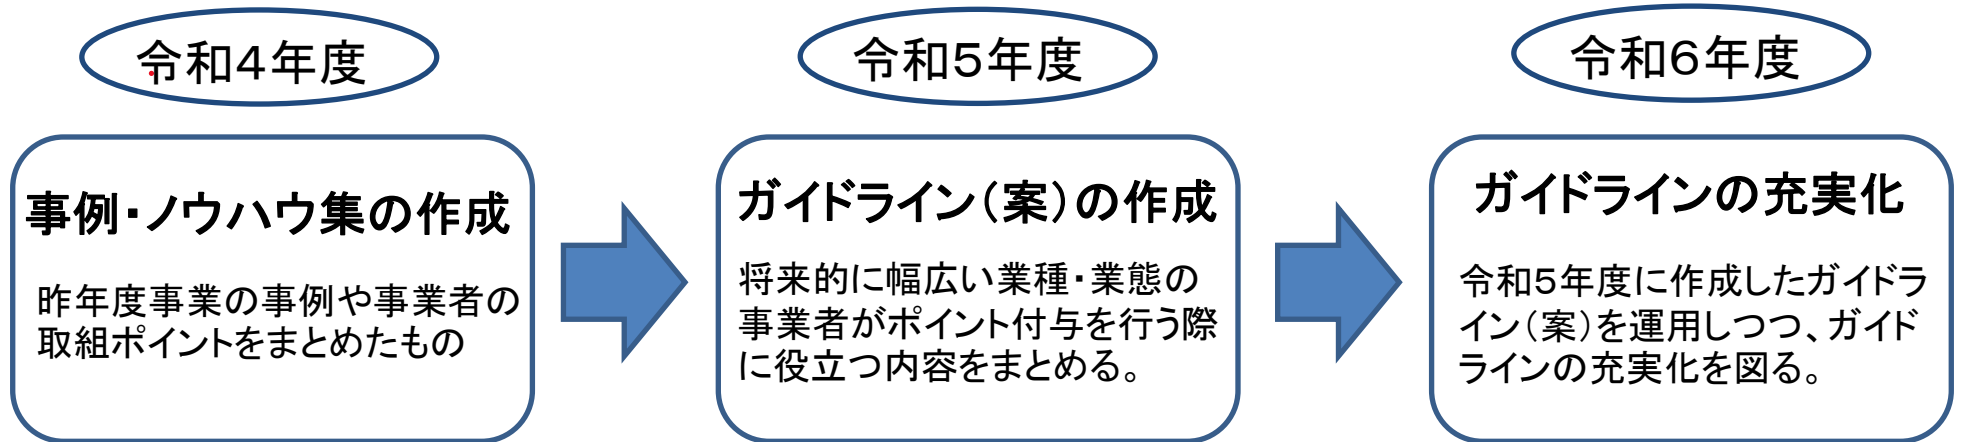 令和4年度
事例・ノウハウ集の作成
昨年度事業の事例や事業者の
取組ポイントをまとめたもの
令和5年度
ガイドライン（案）の作成
将来的に幅広い業種・業態の
事業者がポイント付与を行う際
に役立つ内容をまとめる。
令和6年度
ガイドラインの充実化
令和5年度に作成したガイドラ
イン（案）を運用しつつ、ガイド
ラインの充実化を図る。